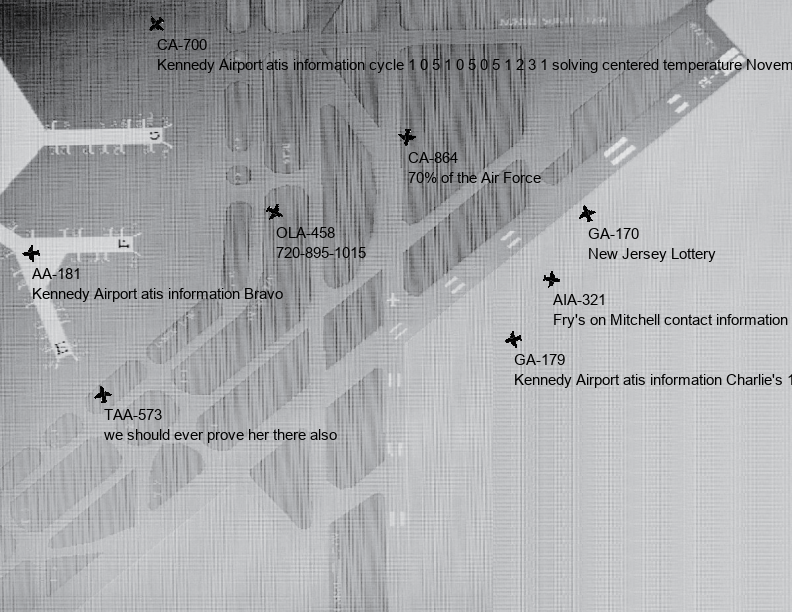 CA-700
Kennedy Airport atis information cycle 1 0 5 1 0 5 0 5 1 2 3 1 solving centered temperature Novem
CA-864
70% of the Air Force
OLA-458
720-895-1015
GA-170
New Jersey Lottery
AA-181
Kennedy Airport atis information Bravo
AIA-321
Fry's on Mitchell contact information
GA-179
Kennedy Airport atis information Charlie's 1
TAA-573
we should ever prove her there also